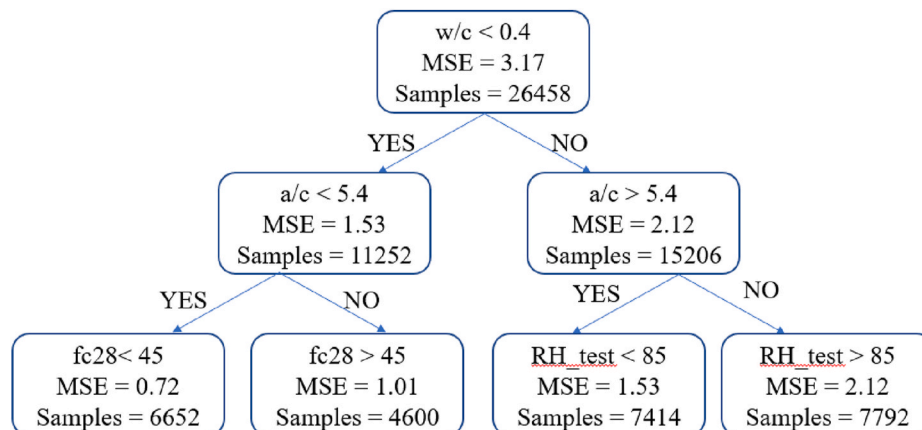 w/c < 0.4
MSE = 3.17
Samples = 26458
YES
NO
a/c < 5.4
MSE = 1.53
Samples = 11252
a/c > 5.4
MSE = 2.12
Samples = 15206
YES
NO
YES
NO
fc28< 45
MSE = 0.72
Samples = 6652
fc28 > 45
MSE = 1.01
Samples = 4600
RH_test < 85
MSE = 1.53
Samples = 7414
RH_test > 85
MSE = 2.12
Samples = 7792